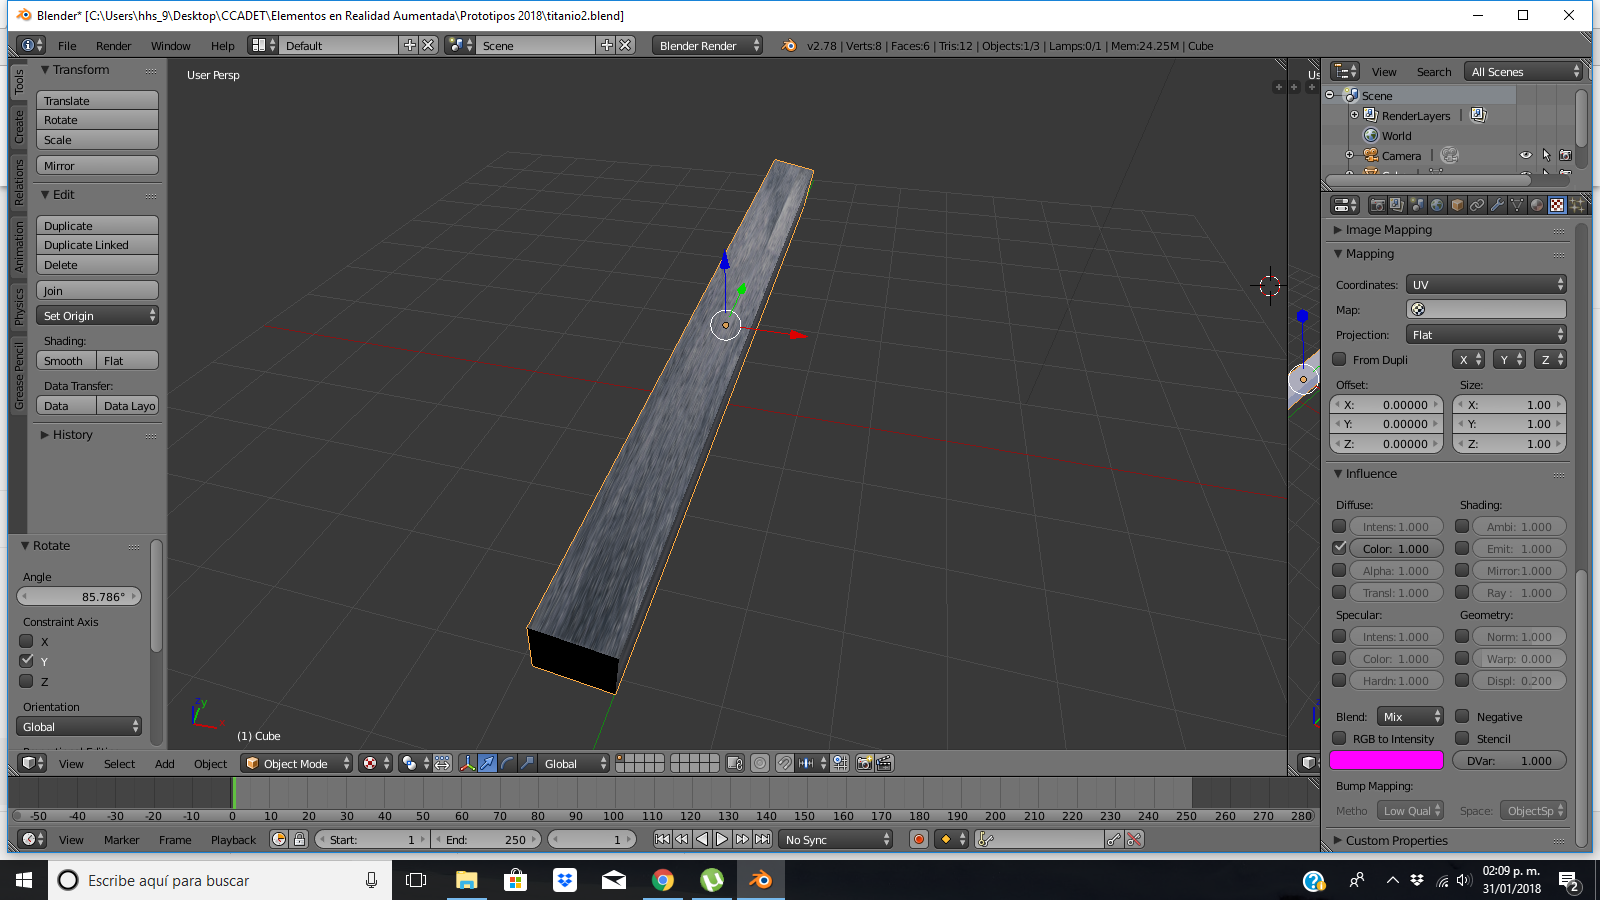 Blender* [C:\Users\hhs_9\Desktop\CCADET\Elementos en Realidad Aumentada\Prototipos 2018\titanio2.blend]
File Render Window Help Default Scene Blender Render v2.78 | Verts:8 | Faces:6 | Tris:12 | Objects:1/3 | Lamps:0/1 | Mem:24.25M | Cube
Tools
Create
Relations
Animation
Physics
Grease Pencil
Transform
Translate
Rotate
Scale
Mirror
Edit
Duplicate
Duplicate Linked
Delete
Join
Set Origin
Shading:
Smooth Flat
Data Transfer:
Data Data Layo
History
Rotate
Angle
85.786°
Constraint Axis
X
Y
Z
Orientation
Global
User Persp
(1) Cube
View Select Add Object Object Mode Global
View Search All Scenes
Scene
RenderLayers
World
Camera
Image Mapping
Mapping
Coordinates: UV
Map:
Projection: Flat
From Dupli X Y Z
Offset: Size:
X: 0.00000 X: 1.00
Y: 0.00000 Y: 1.00
Z: 0.00000 Z: 1.00
Influence
Diffuse: Shading:
Intens: 1.000 Ambi: 1.000
Color: 1.000 Emit: 1.000
Alpha: 1.000 Mirror: 1.000
Transl: 1.000 Ray : 1.000
Specular: Geometry:
Intens: 1.000 Norm: 1.000
Color: 1.000 Warp: 0.000
Hardn: 1.000 Displ: 0.200
Blend: Mix Negative
RGB to Intensity Stencil
DVar: 1.000
Bump Mapping:
Metho Low Qual Space: ObjectSp
Custom Properties
-50 -40 -30 -20 -10 0 10 20 30 40 50 60 70 80 90 100 110 120 130 140 150 160 170 180 190 200 210 220 230 240 250 260 270 280
View Marker Frame Playback Start: 1 End: 250 1 No Sync
Escribe aquí para buscar
02:09 p. m.
31/01/2018
2